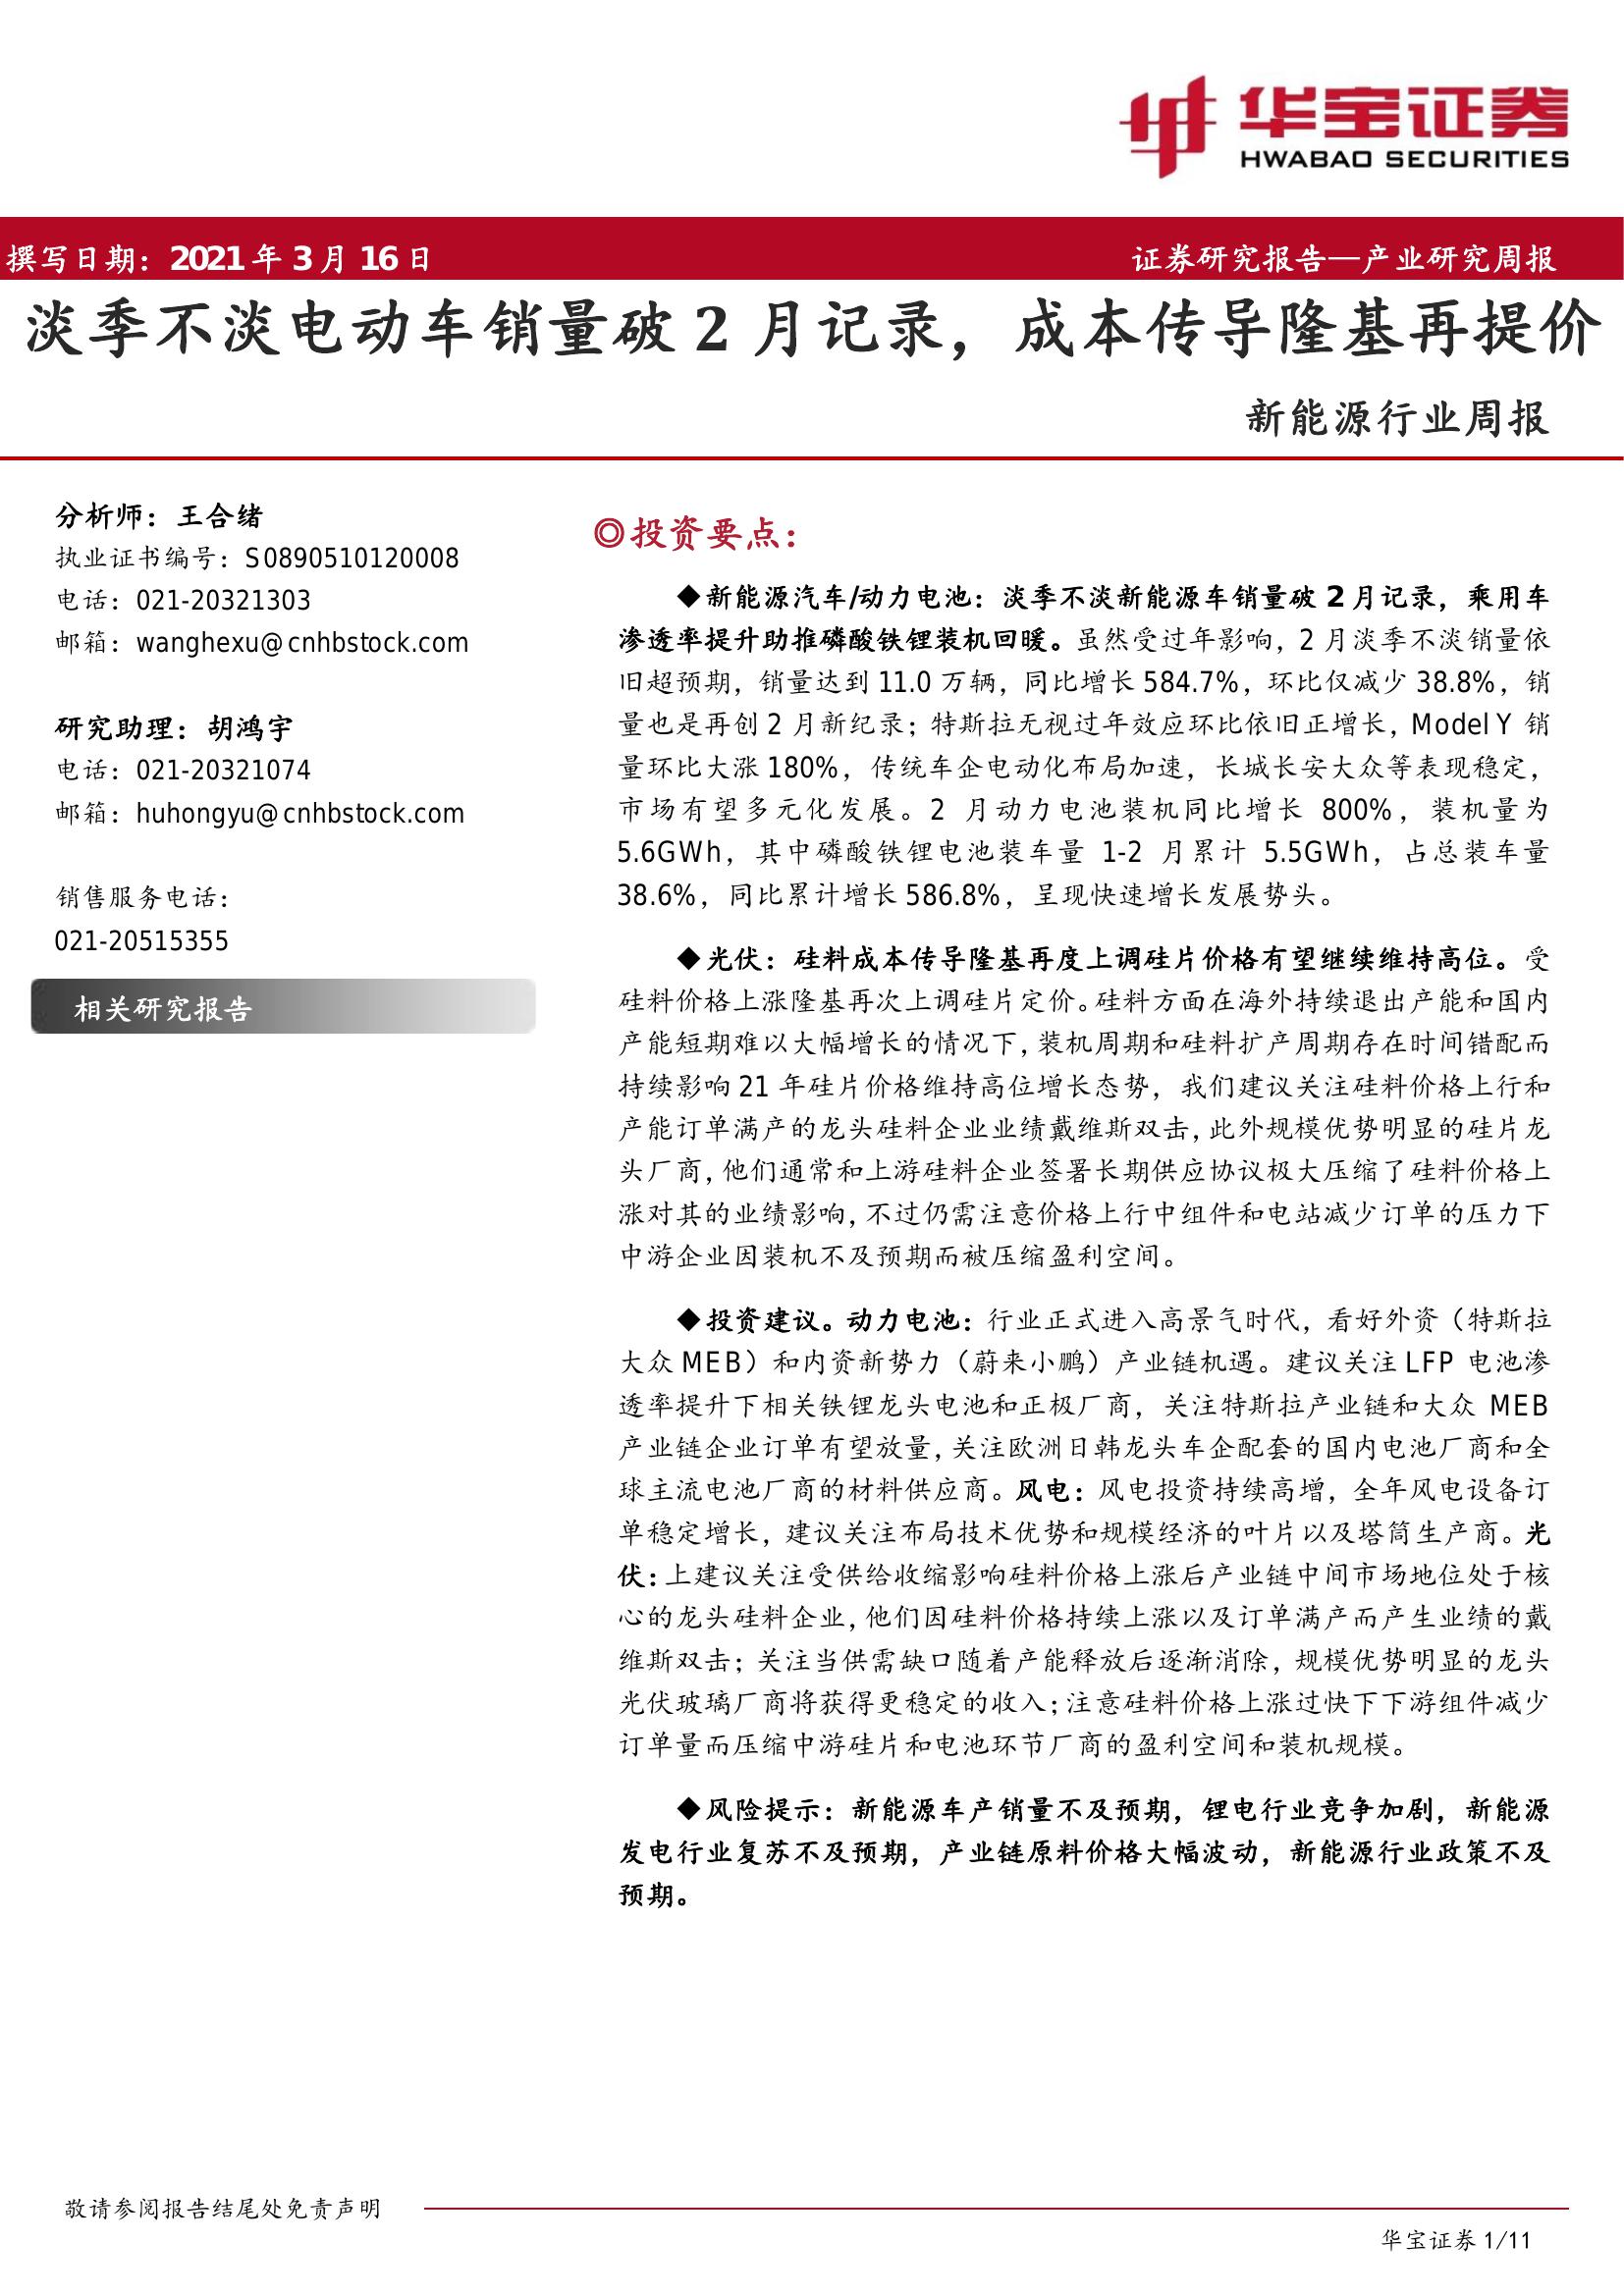 华宝证券
HWABAO SECURITIES
撰写日期：2021 年 3 月 16 日
证券研究报告—产业研究周报
淡季不淡电动车销量破 2 月记录，成本传导隆基再提价
新能源行业周报
分析师：王合绪
执业证书编号：S0890510120008
电话：021-20321303
邮箱：wanghexu@cnhbstock.com
研究助理：胡鸿宇
电话：021-20321074
邮箱：huhongyu@cnhbstock.com
销售服务电话：
021-20515355
相关研究报告
◎投资要点：
◆新能源汽车/动力电池：淡季不淡新能源车销量破 2 月记录，乘用车
渗透率提升助推磷酸铁锂装机回暖。虽然受过年影响，2 月淡季不淡销量依
旧超预期，销量达到 11.0 万辆，同比增长 584.7%，环比仅减少 38.8%，销
量也是再创 2 月新纪录；特斯拉无视过年效应环比依旧正增长，Model Y 销
量环比大涨 180%，传统车企电动化布局加速，长城长安大众等表现稳定，
市场有望多元化发展。2 月动力电池装机同比增长 800%，装机量为
5.6GWh，其中磷酸铁锂电池装车量 1-2 月累计 5.5GWh，占总装车量
38.6%，同比累计增长 586.8%，呈现快速增长发展势头。
◆光伏：硅料成本传导隆基再度上调硅片价格有望继续维持高位。受
硅料价格上涨隆基再次上调硅片定价。硅料方面在海外持续退出产能和国内
产能短期难以大幅增长的情况下，装机周期和硅料扩产周期存在时间错配而
持续影响 21 年硅片价格维持高位增长态势，我们建议关注硅料价格上行和
产能订单满产的龙头硅料企业业绩戴维斯双击，此外规模优势明显的硅片龙
头厂商，他们通常和上游硅料企业签署长期供应协议极大压缩了硅料价格上
涨对其的业绩影响，不过仍需注意价格上行中组件和电站减少订单的压力下
中游企业因装机不及预期而被压缩盈利空间。
◆投资建议。动力电池：行业正式进入高景气时代，看好外资（特斯拉
大众 MEB）和内资新势力（蔚来小鹏）产业链机遇。建议关注 LFP 电池渗
透率提升下相关铁锂龙头电池和正极厂商，关注特斯拉产业链和大众 MEB
产业链企业订单有望放量，关注欧洲日韩龙头车企配套的国内电池厂商和全
球主流电池厂商的材料供应商。风电：风电投资持续高增，全年风电设备订
单稳定增长，建议关注布局技术优势和规模经济的叶片以及塔筒生产商。光
伏：上建议关注受供给收缩影响硅料价格上涨后产业链中间市场地位处于核
心的龙头硅料企业，他们因硅料价格持续上涨以及订单满产而产生业绩的戴
维斯双击；关注当供需缺口随着产能释放后逐渐消除，规模优势明显的龙头
光伏玻璃厂商将获得更稳定的收入；注意硅料价格上涨过快下下游组件减少
订单量而压缩中游硅片和电池环节厂商的盈利空间和装机规模。
◆风险提示：新能源车产销量不及预期，锂电行业竞争加剧，新能源
发电行业复苏不及预期，产业链原料价格大幅波动，新能源行业政策不及
预期。
敬请参阅报告结尾处免责声明
华宝证券 1/11